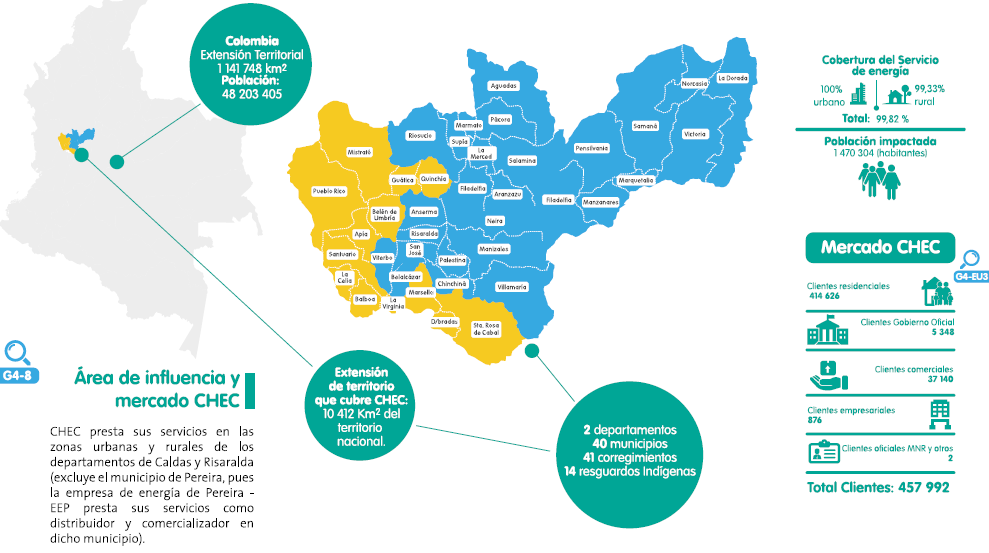 Colombia
Extensión Territorial
1 141 748 km2
Población:
48 203 405
Aguadas
Norcasia
La Dorada
Pácora
Marmato
Riosucio
Supía
Samaná
Victoria
La
Merced
Salamina
Pensilvania
Mistrató
Guática
Quinchía
Marquetalia
Pueblo Rico
Filadelfia
Aranzazu
Filadelfia
Manzanares
Belén de
Umbría
Anserma
Neira
Apía
Risaralda
Santuario
Viterbo
San
José
Manizales
Palestina
La
Celia
Belalcázar
Chinchiná
Villamaría
Marsella
Balboa
La
Virginia
D/bradas
Sta. Rosa
de Cabal
Cobertura del Servicio
de energía
100%
urbano
99,33%
rural
Total: 99,82 %
Población impactada
1 470 304 (habitantes)
Mercado CHEC
G4-EU3
Clientes residenciales
414 626
Clientes Gobierno Oficial
5 348
Clientes comerciales
37 140
Clientes empresariales
876
Clientes oficiales MNR y otros
2
Total Clientes: 457 992
G4-8
Área de influencia y
mercado CHEC
CHEC presta sus servicios en las
zonas urbanas y rurales de los
departamentos de Caldas y Risaralda
(excluye el municipio de Pereira, pues
la empresa de energía de Pereira -
EEP presta sus servicios como
distribuidor y comercializador en
dicho municipio).
Extensión
de territorio
que cubre CHEC:
10 412 Km2 del
territorio
nacional.
2 departamentos
40 municipios
41 corregimientos
14 resguardos Indígenas